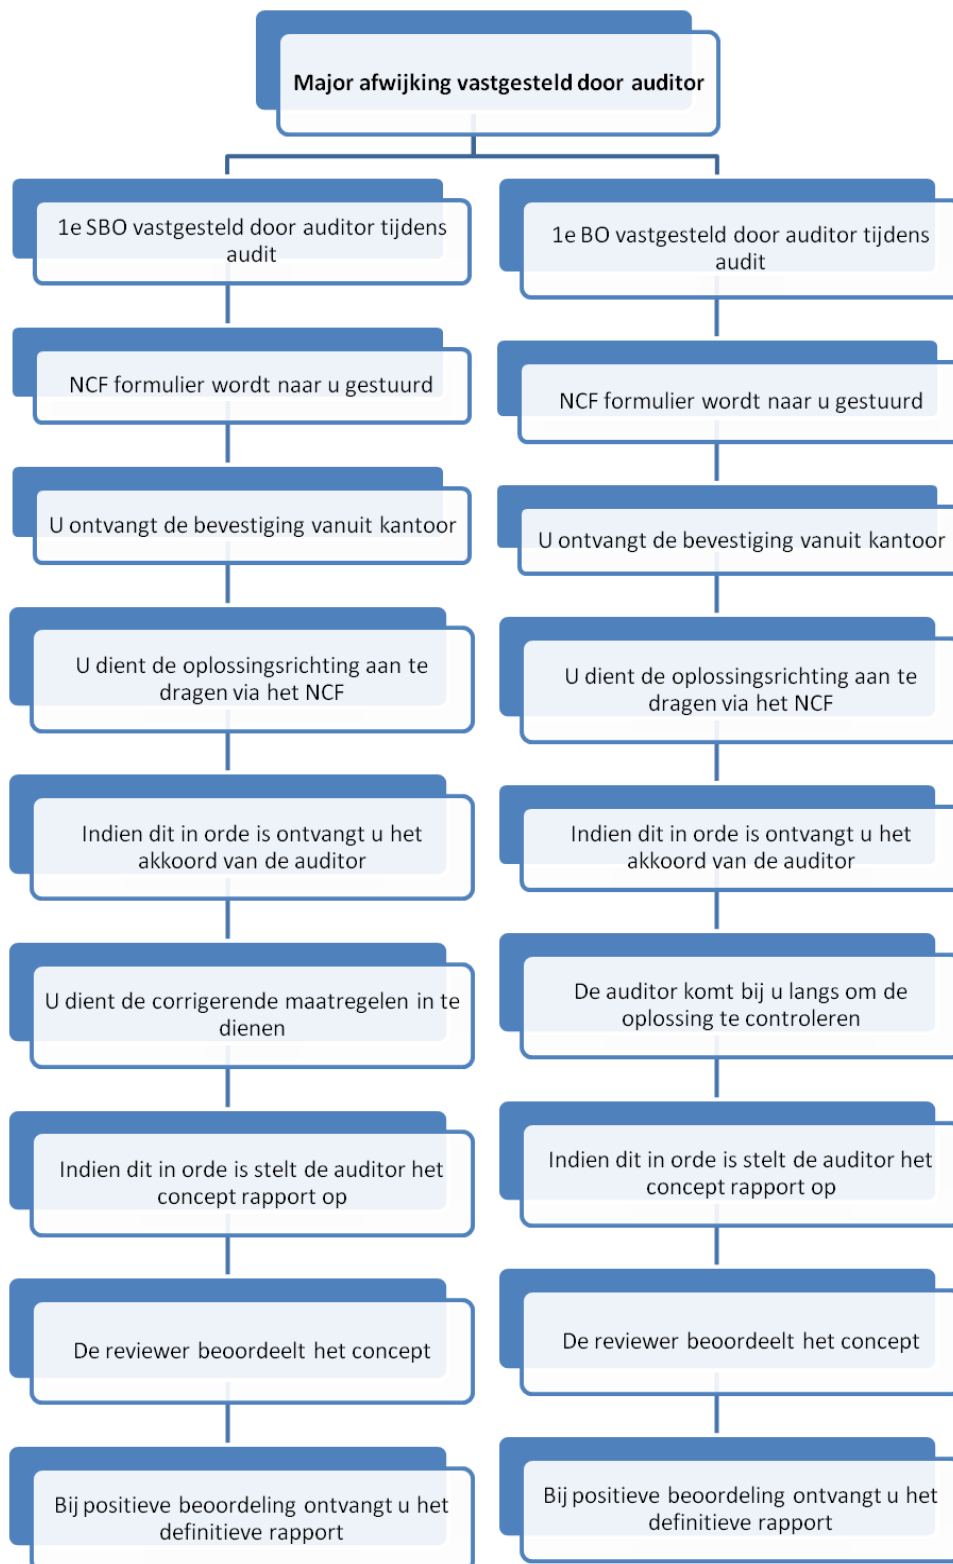 Major afwijking vastgesteld door auditor
1e SBO vastgesteld door auditor tijdens
audit
NCF formulier wordt naar u gestuurd
U ontvangt de bevestiging vanuit kantoor
U dient de oplossingsrichting aan te
dragen via het NCF
Indien dit in orde is ontvangt u het
akkoord van de auditor
U dient de corrigerende maatregelen in te
dienen
Indien dit in orde is stelt de auditor het
concept rapport op
De reviewer beoordeelt het concept
Bij positieve beoordeling ontvangt u het
definitieve rapport
1e BO vastgesteld door auditor tijdens
audit
NCF formulier wordt naar u gestuurd
U ontvangt de bevestiging vanuit kantoor
U dient de oplossingsrichting aan te
dragen via het NCF
Indien dit in orde is ontvangt u het
akkoord van de auditor
De auditor komt bij u langs om de
oplossing te controleren
Indien dit in orde is stelt de auditor het
concept rapport op
De reviewer beoordeelt het concept
Bij positieve beoordeling ontvangt u het
definitieve rapport